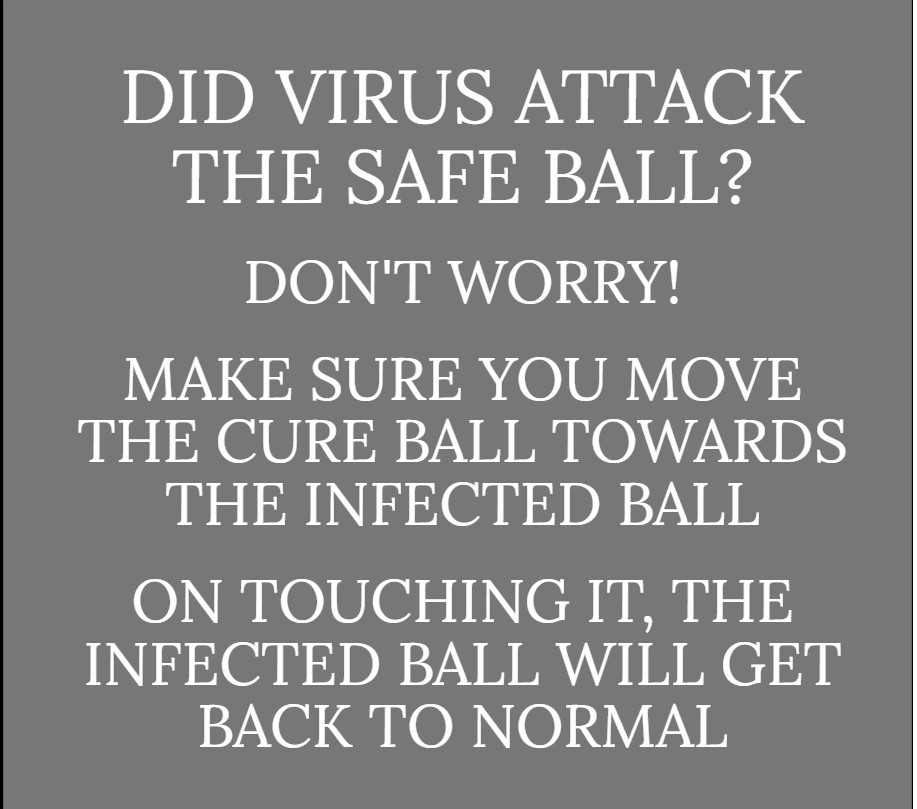 DID VIRUS ATTACK
THE SAFE BALL?
DON'T WORRY!
MAKE SURE YOU MOVE
THE CURE BALL TOWARDS
THE INFECTED BALL
ON TOUCHING IT, THE
INFECTED BALL WILL GET
BACK TO NORMAL